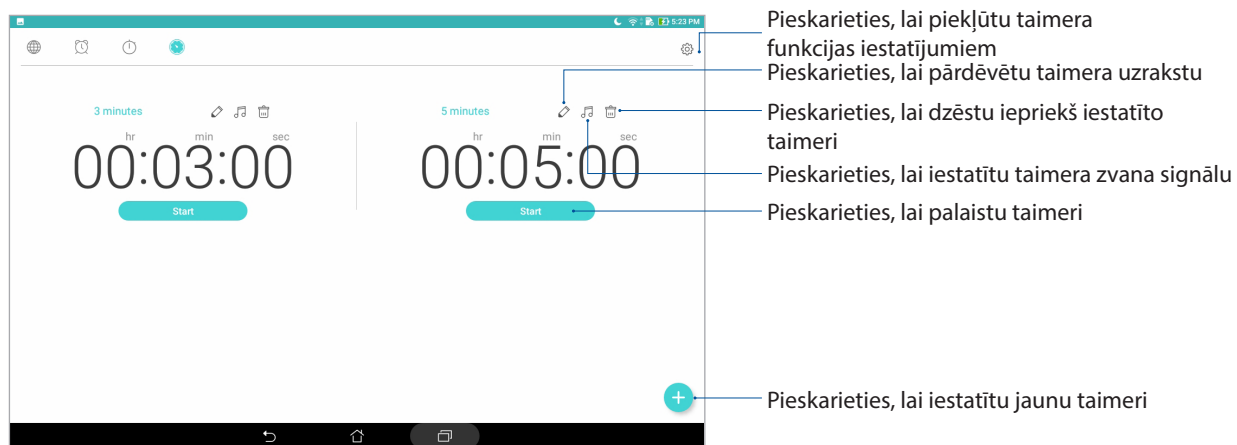 5:23 PM
Pieskarieties, lai piekļūtu taimera
funkcijas iestatījumiem
Pieskarieties, lai pārdēvētu taimera uzrakstu
3 minutes
5 minutes
Pieskarieties, lai dzēstu iepriekš iestatīto
taimeri
hr min sec
hr min sec
00:03:00
00:05:00
Pieskarieties, lai iestatītu taimera zvana signālu
Start
Start
Pieskarieties, lai palaistu taimeri
Pieskarieties, lai iestatītu jaunu taimeri